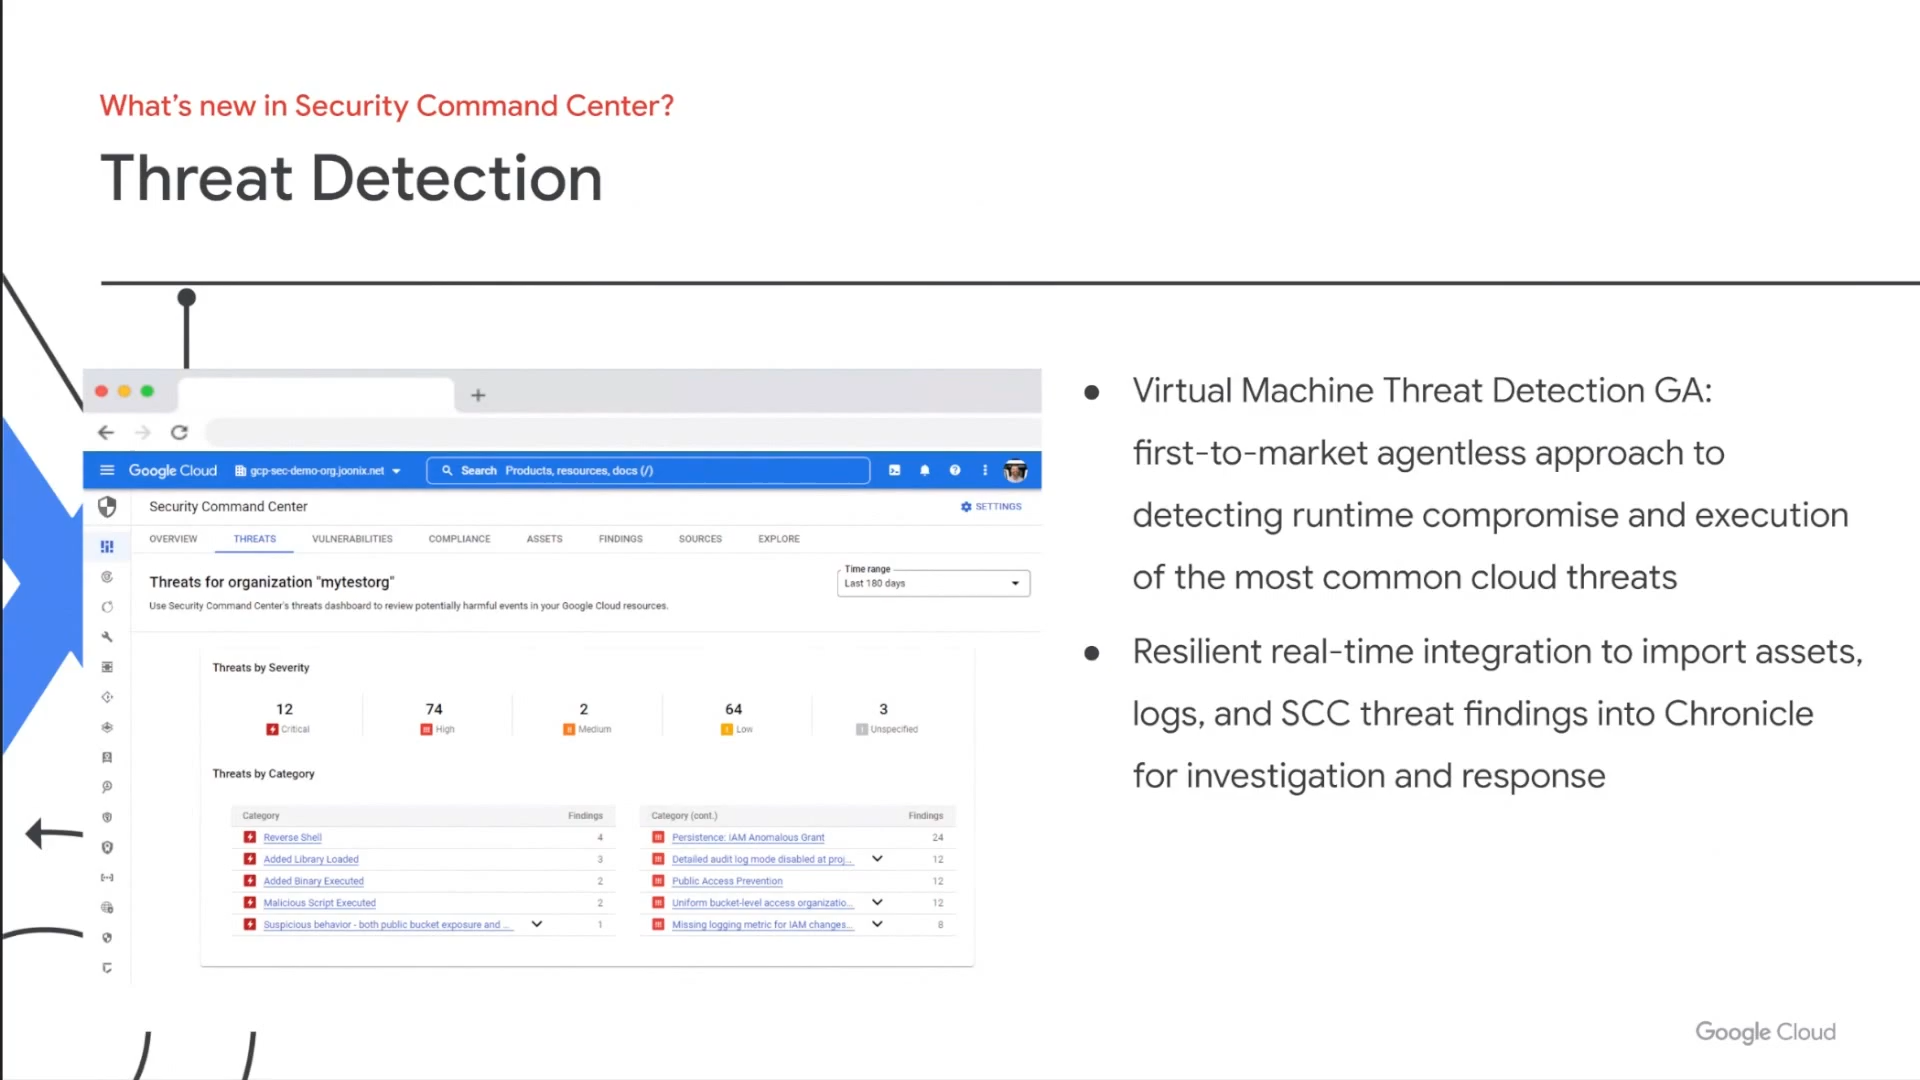 What's new in Security Command Center?
Threat Detection
Google Cloud
gcp-sec-demo-org.joonix.net
Search Products, resources, docs (/)
Security Command Center
SETTINGS
OVERVIEW THREATS VULNERABILITIES COMPLIANCE ASSETS FINDINGS SOURCES EXPLORE
Threats for organization "mytestorg"
Time range
Last 180 days
Use Security Command Center's threats dashboard to review potentially harmful events in your Google Cloud resources.
Threats by Severity
12 74 2 64 3
Critical High Medium Low Unspecified
Threats by Category
Category Findings
Reverse Shell 4
Added Library Loaded 3
Added Binary Executed 2
Malicious Script Executed 2
Suspicious behavior - both public bucket exposure and ... 1
Category (cont.) Findings
Persistence: IAM Anomalous Grant 24
Detailed audit log mode disabled at proj... 12
Public Access Prevention 12
Uniform bucket-level access organizatio... 12
Missing logging metric for IAM changes... 8
● Virtual Machine Threat Detection GA:
first-to-market agentless approach to
detecting runtime compromise and execution
of the most common cloud threats
● Resilient real-time integration to import assets,
logs, and SCC threat findings into Chronicle
for investigation and response
Google Cloud